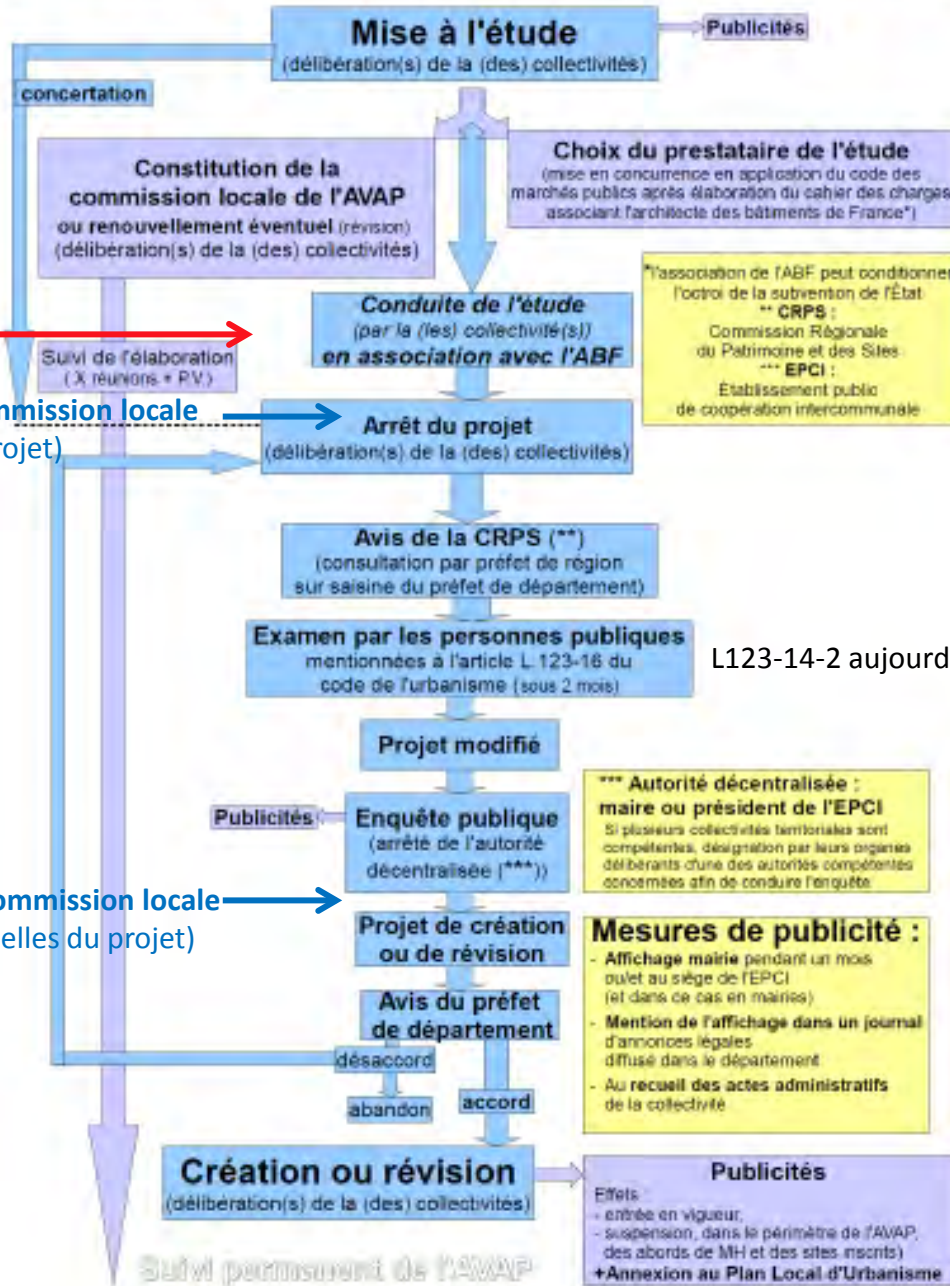 Mise à l'étude
(délibération(s) de la (des) collectivités)
Publicités
concertation
Constitution de la
commission locale de l'AVAP
ou renouvellement éventuel (révision)
(délibération(s) de la (des) collectivités)
Choix du prestataire de l'étude
(mise en concurrence en application du code des
marchés publics après élaboration du cahier des charges
associant l'architecte des bâtiments de France*)
*l'association de l'ABF peut conditionner
l'octroi de la subvention de l'État
** CRPS :
Commission Régionale
du Patrimoine et des Sites
*** EPCI :
Établissement public
de coopération intercommunale
Conduite de l'étude
(par la (les) collectivité(s))
en association avec l'ABF
Suivi de l'élaboration
( X réunions + P.V.)
mmission locale
rojet)
Arrêt du projet
(délibération(s) de la (des) collectivités)
Avis de la CRPS (**)
(consultation par préfet de région
sur saisine du préfet de département)
Examen par les personnes publiques
mentionnées à l'article L 123-16 du
code de l'urbanisme (sous 2 mois)
L123-14-2 aujourd
Projet modifié
Publicités
Enquête publique
(arrêté de l'autorité
décentralisée (***))
*** Autorité décentralisée :
maire ou président de l'EPCI
Si plusieurs collectivités territoriales sont
compétentes, désignation par leurs organes
délibérants d'une des autorités compétentes
concernées afin de conduire l'enquête
ommission locale
elles du projet)
Projet de création
ou de révision
Avis du préfet
de département
désaccord
abandon
accord
Mesures de publicité :
- Affichage mairie pendant un mois
ou/et au siège de l'EPCI
(et dans ce cas en mairies)
- Mention de l'affichage dans un journal
d'annonces légales
diffusé dans le département
- Au recueil des actes administratifs
de la collectivité
Création ou révision
(délibération(s) de la (des) collectivités)
Publicités
Effets
- entrée en vigueur,
- suspension, dans le périmètre de l'AVAP,
des abords de MH et des sites inscrits)
+Annexion au Plan Local d'Urbanisme
Suivi permanent de l'AVAP